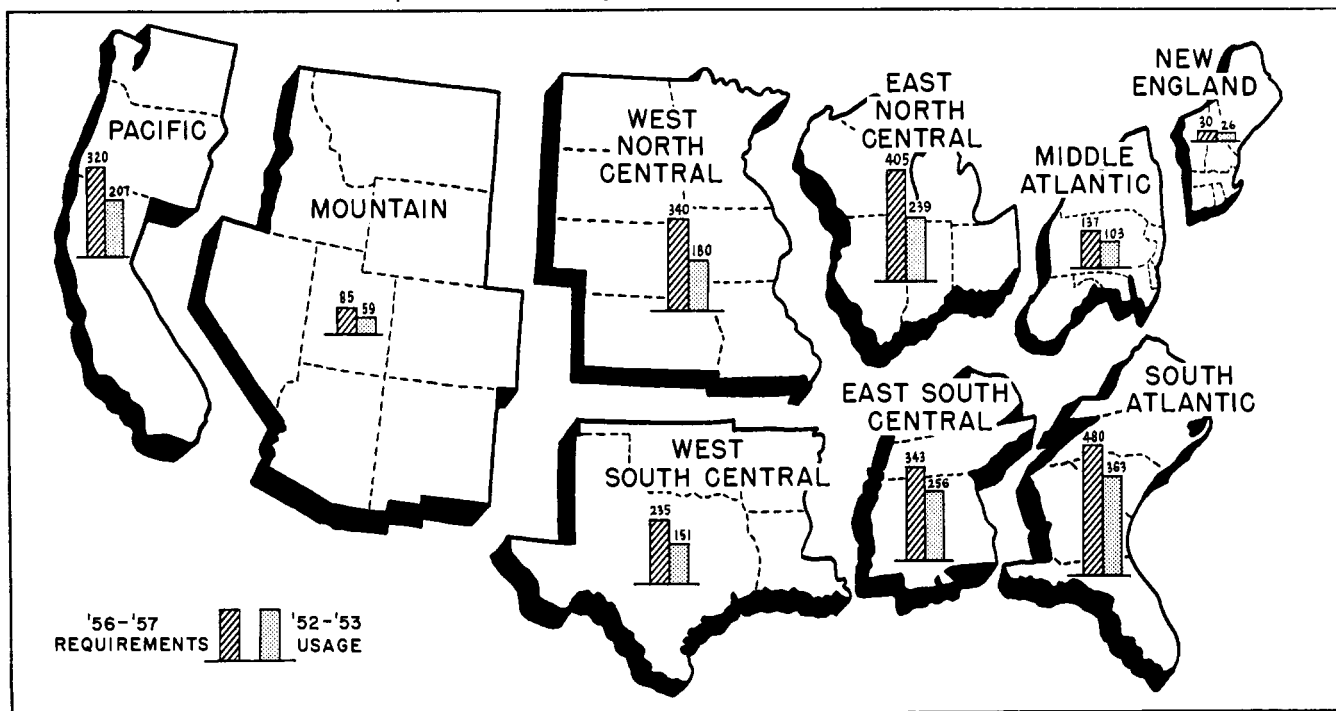 PACIFIC
320
207
MOUNTAIN
85
59
WEST
NORTH
CENTRAL
340
180
EAST
NORTH
CENTRAL
405
239
MIDDLE
ATLANTIC
137
103
NEW
ENGLAND
30
26
WEST
SOUTH CENTRAL
235
151
EAST SOUTH
CENTRAL
343
256
SOUTH
ATLANTIC
480
363
'56-'57
REQUIREMENTS
'52-'53
USAGE